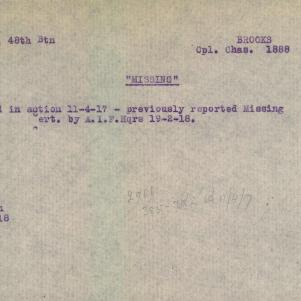 48th Btn BROOKS
Cpl. Chas. 1888
"MISSING"
in action 11-4-17 - previously reported Missing
ert. by A.I.F.Hqrs 19-2-18.
18